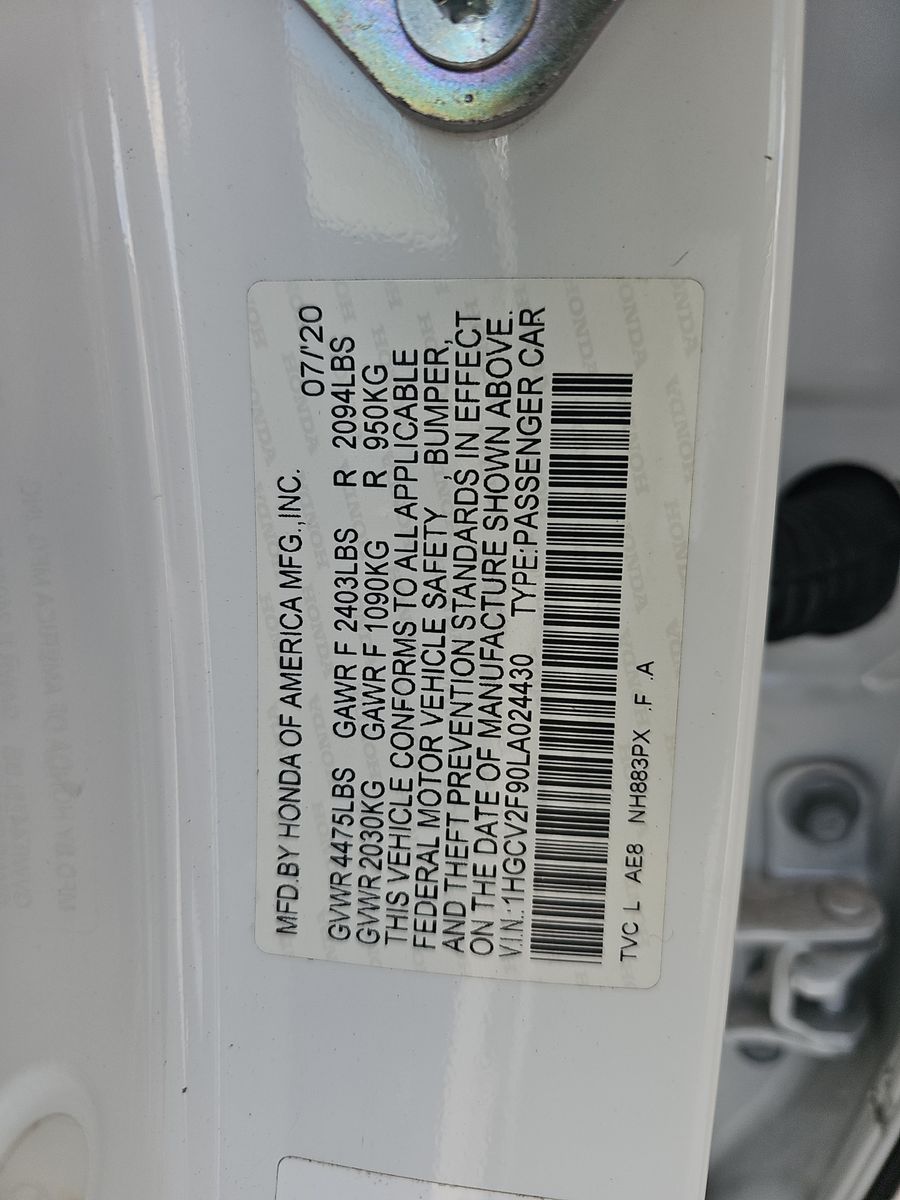 MFD.BY HONDA OF AMERICA MFG.,INC. 07/'20
GVWR 4475LBS GAWR F 2403LBS R 2094LBS
GVWR 2030KG GAWR F 1090KG R 950KG
THIS VEHICLE CONFORMS TO ALL APPLICABLE
FEDERAL MOTOR VEHICLE SAFETY, BUMPER,
AND THEFT PREVENTION STANDARDS IN EFFECT
ON THE DATE OF MANUFACTURE SHOWN ABOVE.
V.I.N.:1HGCV2F90LA024430 TYPE:PASSENGER CAR
TVC L AE8 NH883PX .F .A